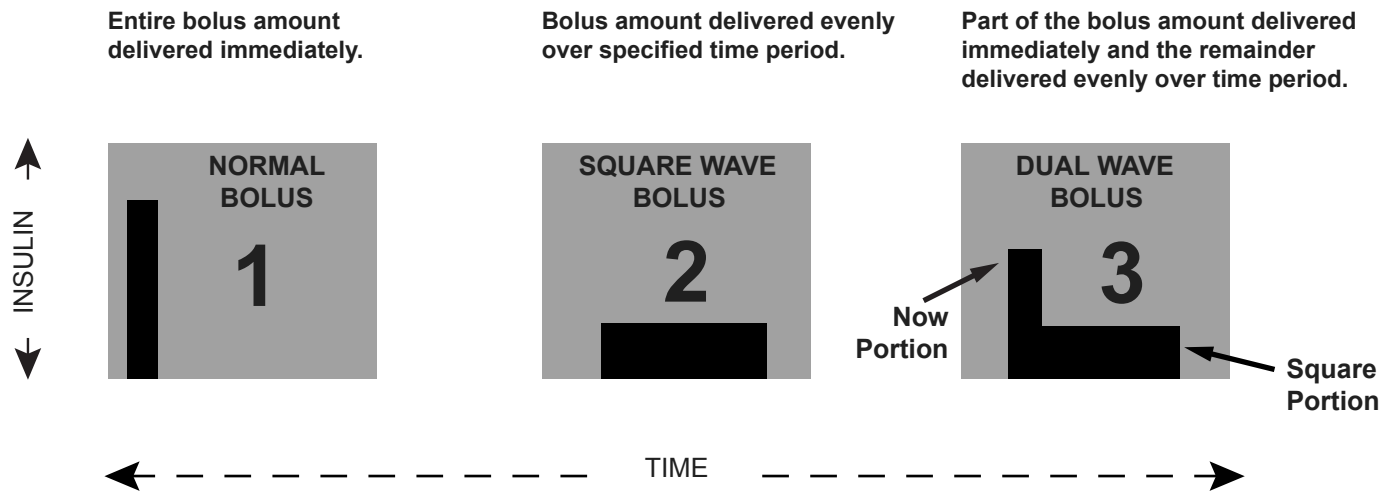 Entire bolus amount
delivered immediately.
Bolus amount delivered evenly
over specified time period.
Part of the bolus amount delivered
immediately and the remainder
delivered evenly over time period.
INSULIN
NORMAL
BOLUS
1
SQUARE WAVE
BOLUS
2
DUAL WAVE
BOLUS
3
Now
Portion
Square
Portion
TIME